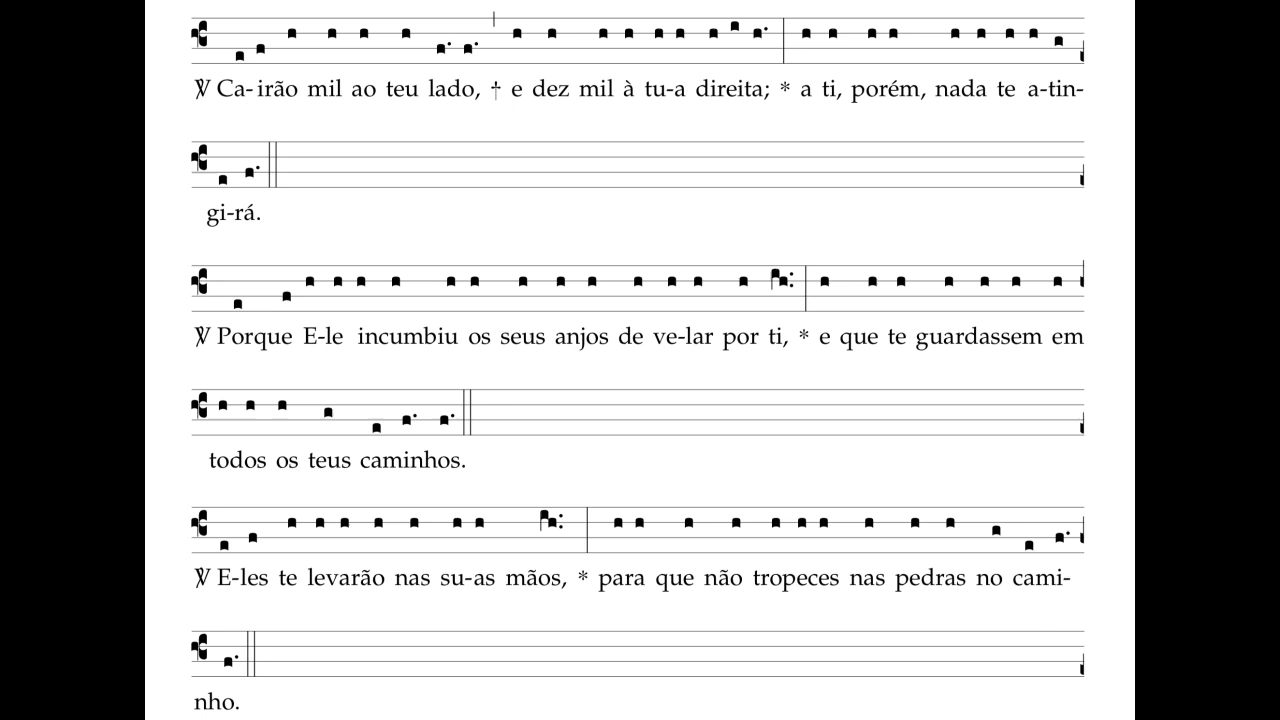 ℣ Ca-irão mil ao teu lado, † e dez mil à tu-a direita; * a ti, porém, nada te a-tin-
gi-rá.
℣ Porque E-le incumbiu os seus anjos de ve-lar por ti, * e que te guardassem em
todos os teus caminhos.
℣ E-les te levarão nas su-as mãos, * para que não tropeces nas pedras no cami-
nho.